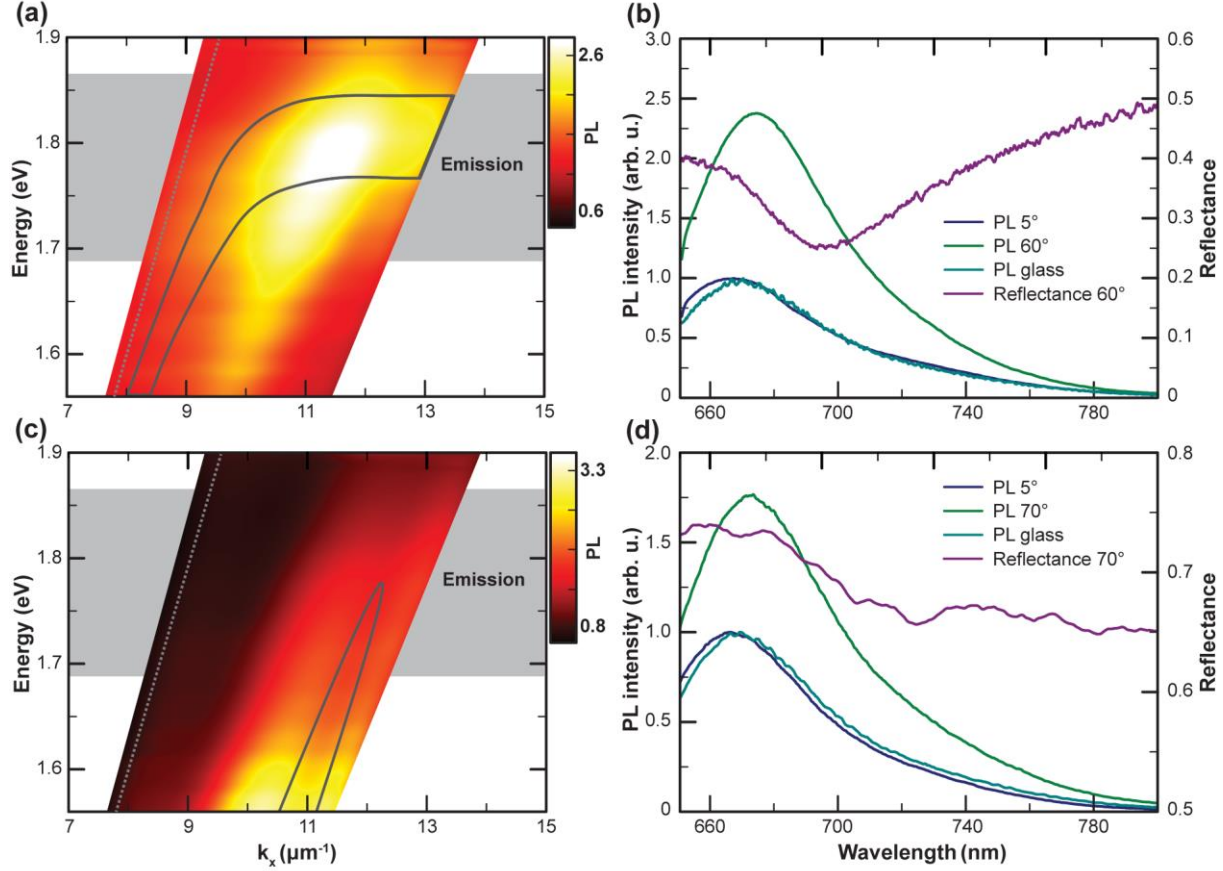 (a)
1.9
1.8
1.7
1.6
Energy (eV)
7 9 11 13 15
Emission
2.6
PL
0.6
(b)
3.0
2.5
2.0
1.5
1.0
0.5
0
PL intensity (arb. u.)
PL 5°
PL 60°
PL glass
Reflectance 60°
0.6
0.5
0.4
0.3
0.2
0.1
0
Reflectance
660 700 740 780
(c)
1.9
1.8
1.7
1.6
Energy (eV)
7 9 11 13 15
kₓ (µm⁻¹)
Emission
3.3
PL
0.8
(d)
2.0
1.5
1.0
0.5
0
PL intensity (arb. u.)
PL 5°
PL 70°
PL glass
Reflectance 70°
0.8
0.7
0.6
0.5
Reflectance
660 700 740 780
Wavelength (nm)